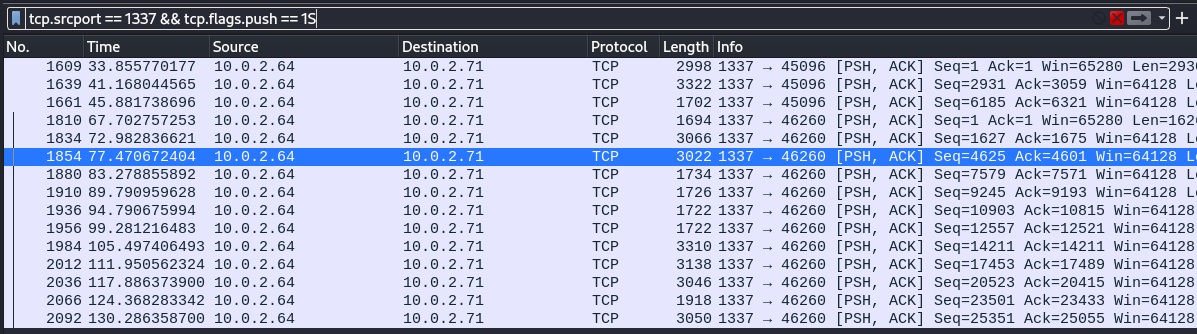 tcp.srcport == 1337 && tcp.flags.push == 1S
No. Time Source Destination Protocol Length Info
1609 33.855770177 10.0.2.64 10.0.2.71 TCP 2998 1337 → 45096 [PSH, ACK] Seq=1 Ack=1 Win=65280 Len=293
1639 41.168044565 10.0.2.64 10.0.2.71 TCP 3322 1337 → 45096 [PSH, ACK] Seq=2931 Ack=3059 Win=64128 L
1661 45.881738696 10.0.2.64 10.0.2.71 TCP 1702 1337 → 45096 [PSH, ACK] Seq=6185 Ack=6321 Win=64128 L
1810 67.702757253 10.0.2.64 10.0.2.71 TCP 1694 1337 → 46260 [PSH, ACK] Seq=1 Ack=1 Win=65280 Len=162
1834 72.982836621 10.0.2.64 10.0.2.71 TCP 3066 1337 → 46260 [PSH, ACK] Seq=1627 Ack=1675 Win=64128 L
1854 77.470672404 10.0.2.64 10.0.2.71 TCP 3022 1337 → 46260 [PSH, ACK] Seq=4625 Ack=4601 Win=64128 L
1880 83.278855892 10.0.2.64 10.0.2.71 TCP 1734 1337 → 46260 [PSH, ACK] Seq=7579 Ack=7571 Win=64128 L
1910 89.790959628 10.0.2.64 10.0.2.71 TCP 1726 1337 → 46260 [PSH, ACK] Seq=9245 Ack=9193 Win=64128 L
1936 94.790675994 10.0.2.64 10.0.2.71 TCP 1722 1337 → 46260 [PSH, ACK] Seq=10903 Ack=10815 Win=64128
1956 99.281216483 10.0.2.64 10.0.2.71 TCP 1722 1337 → 46260 [PSH, ACK] Seq=12557 Ack=12521 Win=64128
1984 105.497406493 10.0.2.64 10.0.2.71 TCP 3310 1337 → 46260 [PSH, ACK] Seq=14211 Ack=14211 Win=64128
2012 111.950562324 10.0.2.64 10.0.2.71 TCP 3138 1337 → 46260 [PSH, ACK] Seq=17453 Ack=17489 Win=64128
2036 117.886373900 10.0.2.64 10.0.2.71 TCP 3046 1337 → 46260 [PSH, ACK] Seq=20523 Ack=20415 Win=64128
2066 124.368283342 10.0.2.64 10.0.2.71 TCP 1918 1337 → 46260 [PSH, ACK] Seq=23501 Ack=23433 Win=64128
2092 130.286358700 10.0.2.64 10.0.2.71 TCP 3050 1337 → 46260 [PSH, ACK] Seq=25351 Ack=25055 Win=64128